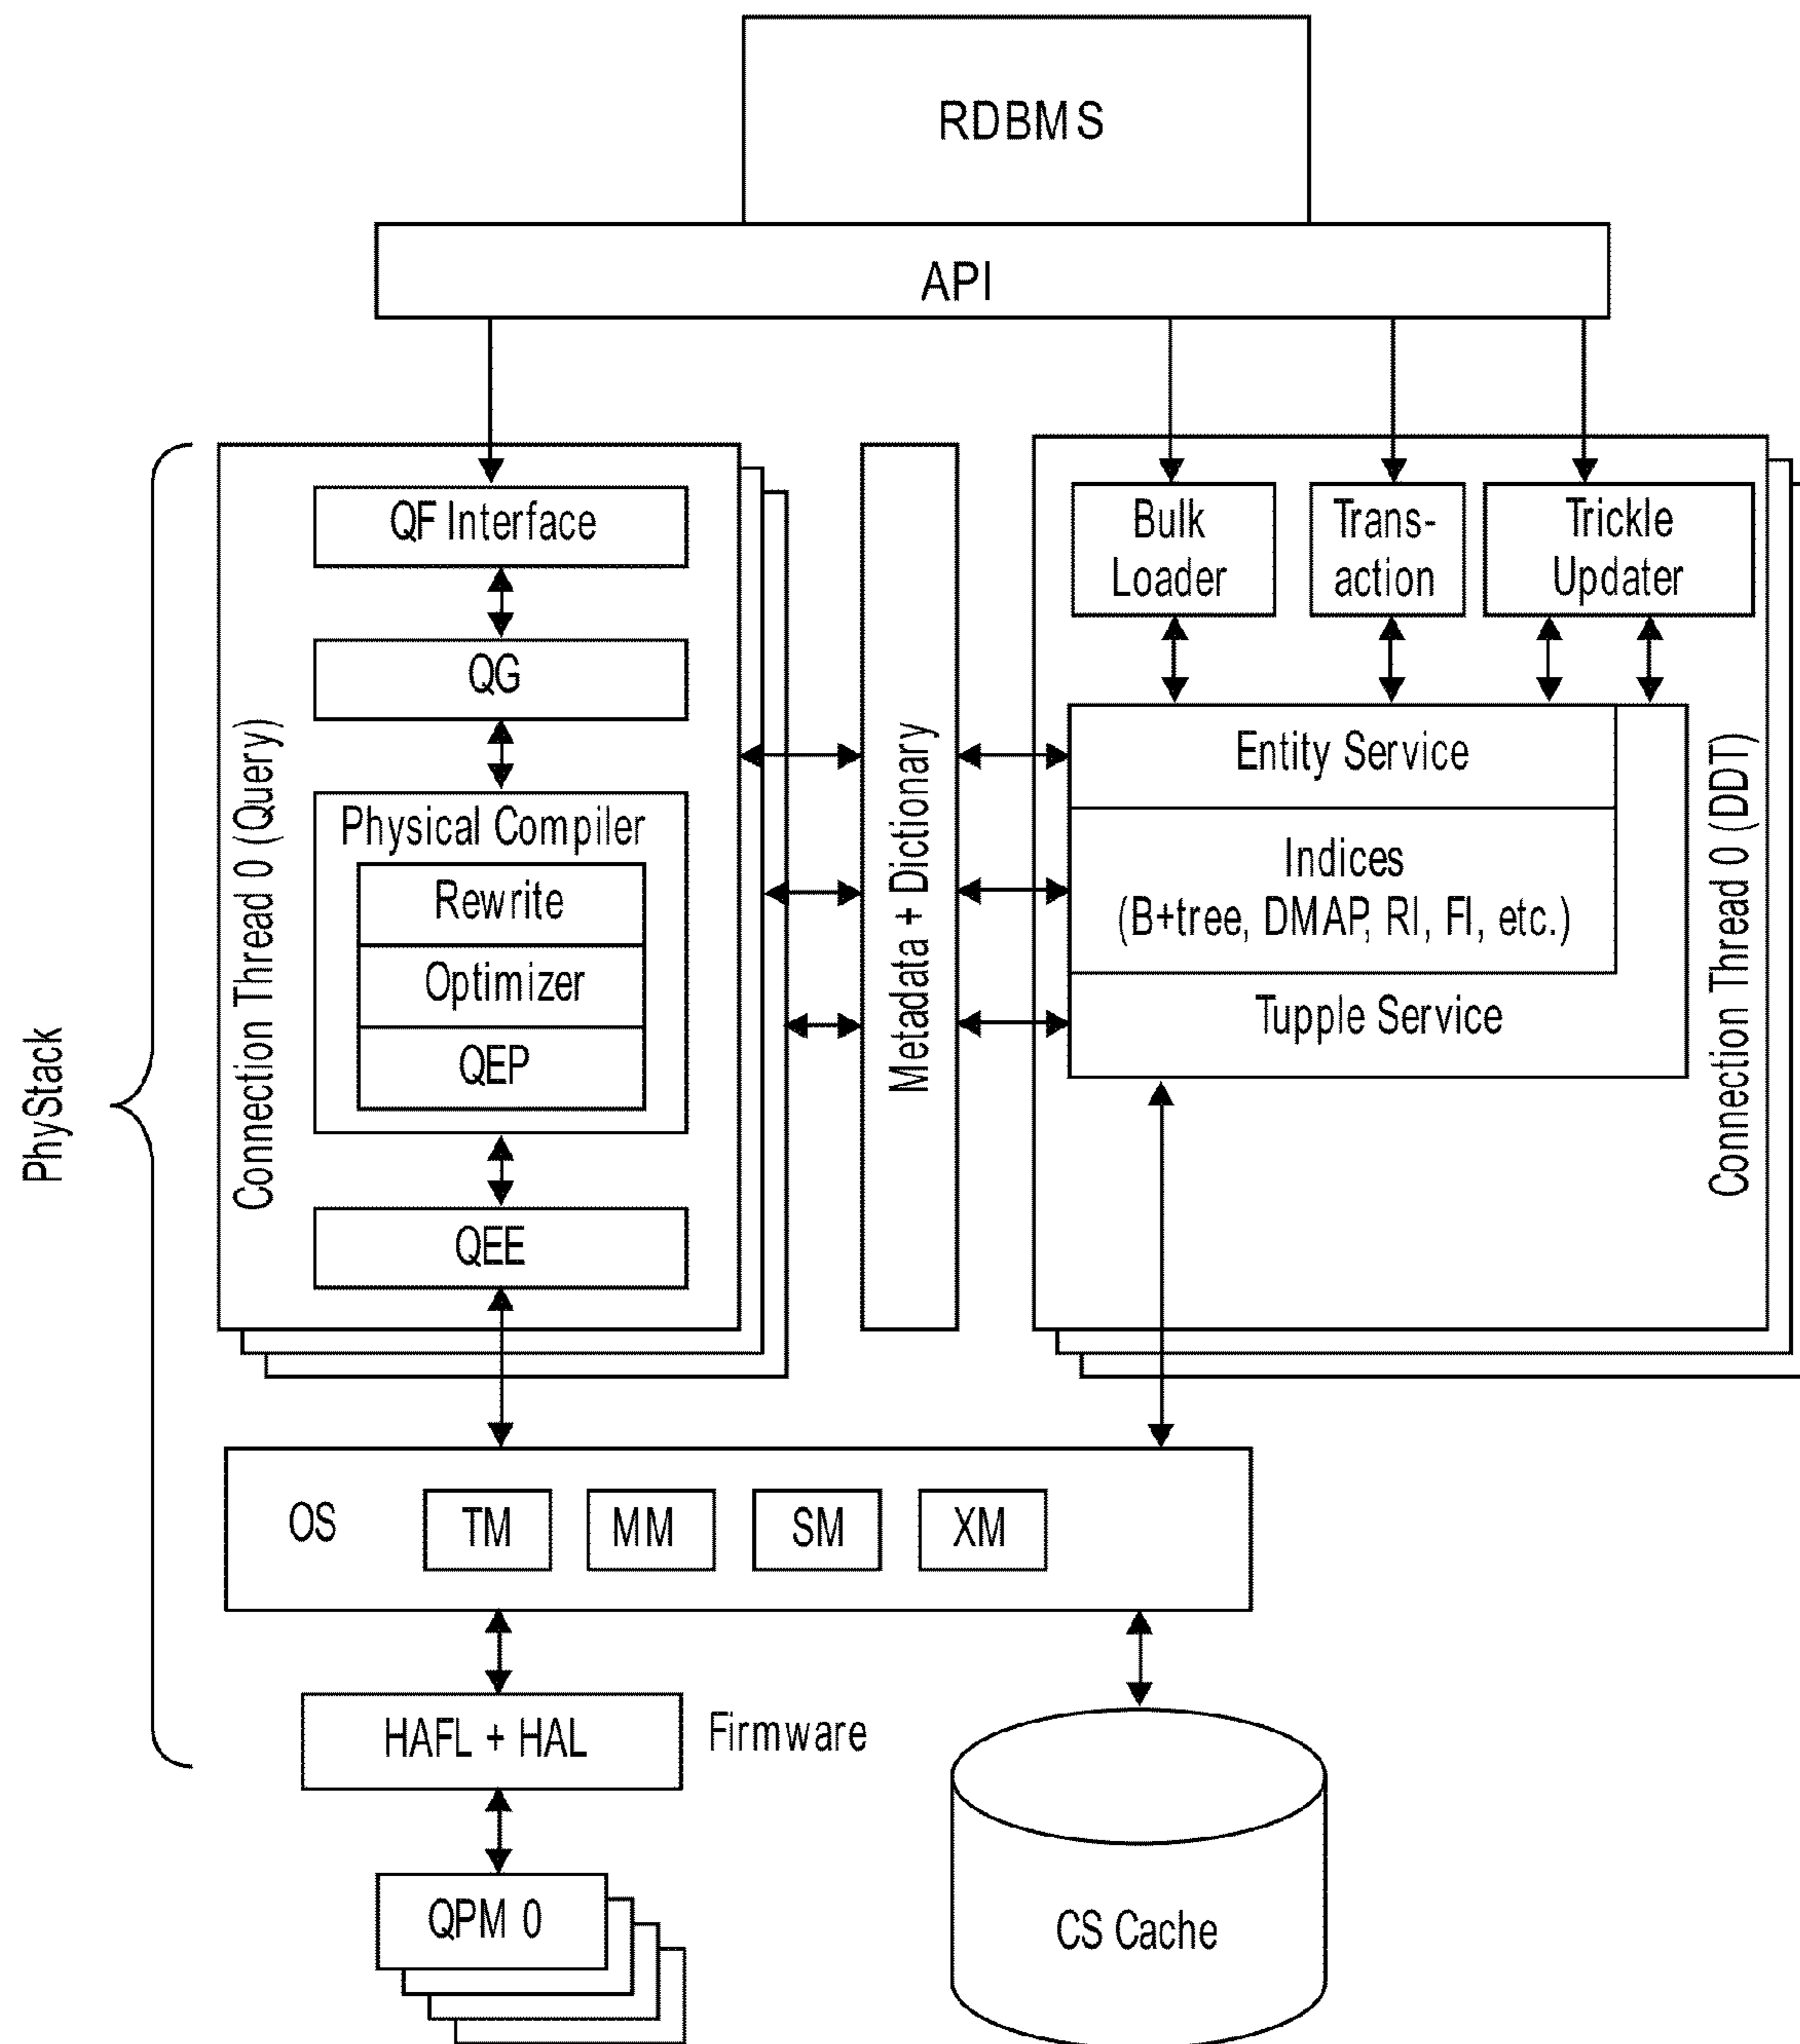 RDBMS
API
PhyStack
Connection Thread 0 (Query)
QF Interface
QG
Physical Compiler
Rewrite
Optimizer
QEP
QEE
Metadata + Dictionary
Bulk
Loader
Trans-
action
Trickle
Updater
Entity Service
Indices
(B+tree, DMAP, RI, FI, etc.)
Tupple Service
Connection Thread 0 (DDT)
OS
TM
MM
SM
XM
HAFL + HAL
Firmware
QPM 0
CS Cache